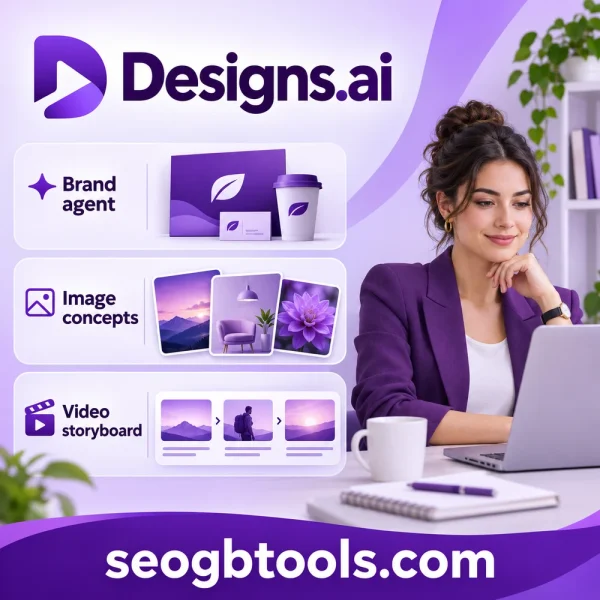 Designs.ai
Brand
agent
Image
concepts
Video
storyboard
seogbtools.com